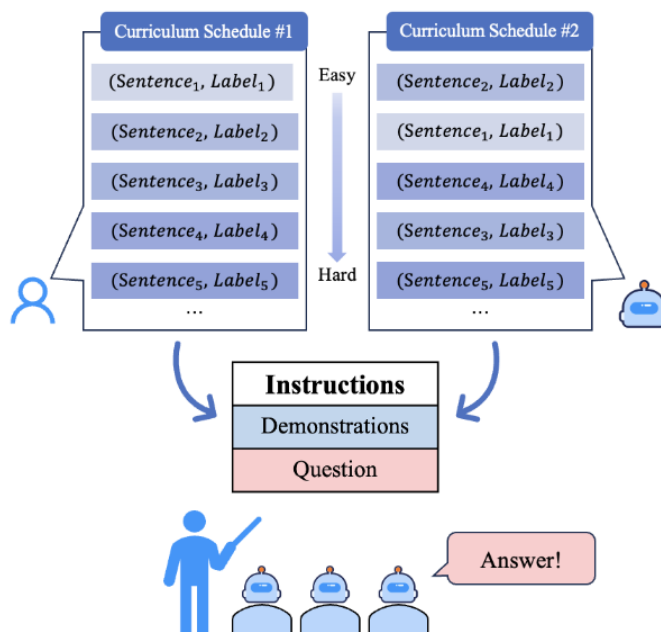 Curriculum Schedule #1
(Sentence₁, Label₁)
(Sentence₂, Label₂)
(Sentence₃, Label₃)
(Sentence₄, Label₄)
(Sentence₅, Label₅)
...
Easy
Hard
Curriculum Schedule #2
(Sentence₂, Label₂)
(Sentence₁, Label₁)
(Sentence₄, Label₄)
(Sentence₃, Label₃)
(Sentence₅, Label₅)
...
Instructions
Demonstrations
Question
Answer!